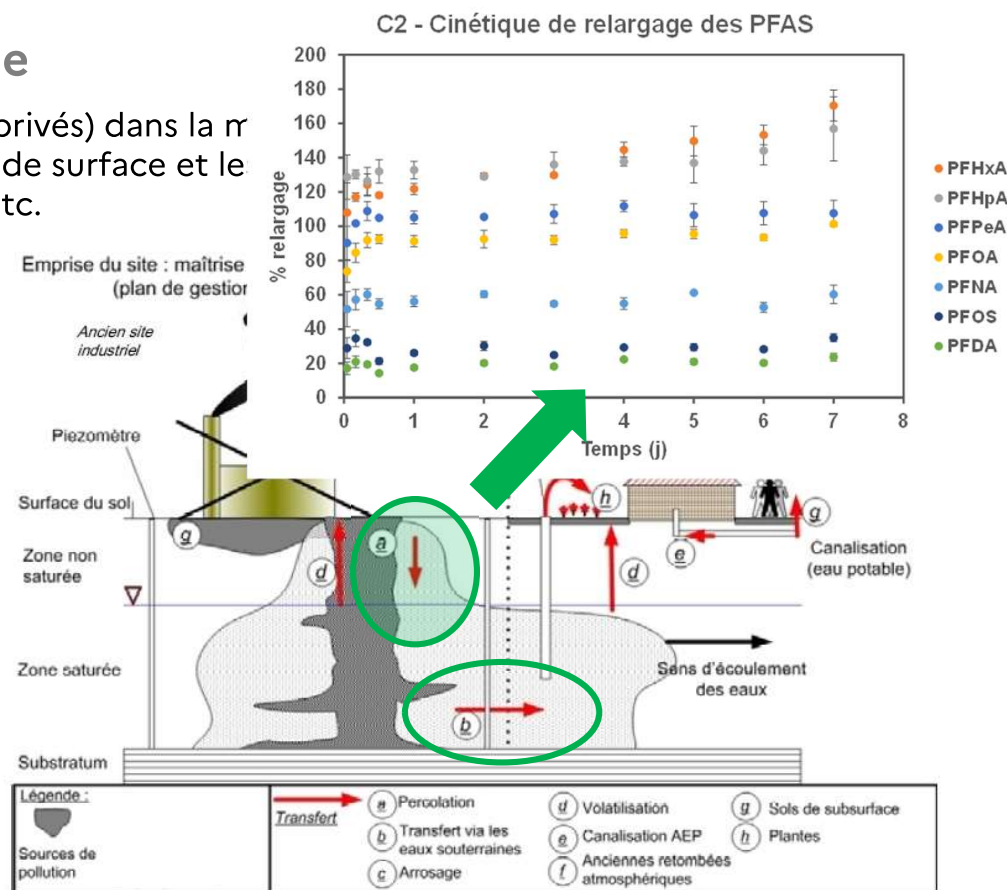 e
privés) dans la m
de surface et les
tc.
C2 - Cinétique de relargage des PFAS
200
180
160
140
120
100
80
60
40
20
0
% relargage
0 1 2 3 4 5 6 7 8
Temps (j)
PFHxA
PFHpA
PFPeA
PFOA
PFNA
PFOS
PFDA
Emprise du site : maîtrise
(plan de gestion
Ancien site
industriel
Piezomètre
Surface du sol
Zone non
saturée
Zone saturée
Substratum
g
d
a
b
h
g
e
d
Canalisation
(eau potable)
Sens d'écoulement
des eaux
Légende :
Sources de
pollution
Transfert
a Percolation
b Transfert via les
eaux souterraines
c Arrosage
d Volatilisation
e Canalisation AEP
f Anciennes retombées
atmosphériques
g Sols de subsurface
h Plantes